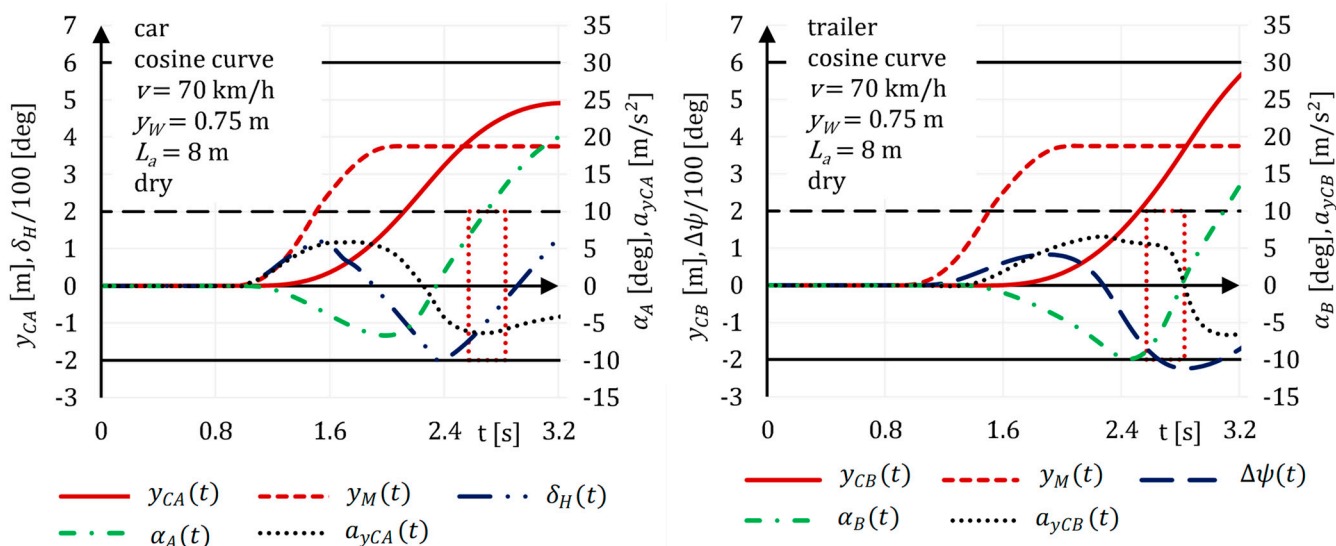 car
cosine curve
v = 70 km/h
y_W = 0.75 m
L_a = 8 m
dry
y_CA [m], δ_H/100 [deg]
7
6
5
4
3
2
1
0
-1
-2
-3
35
30
25
20
15
10
5
0
-5
-10
-15
α_A [deg], a_yCA [m/s²]
0 0.8 1.6 2.4 t [s] 3.2
y_CA(t) y_M(t) δ_H(t)
α_A(t) a_yCA(t)
trailer
cosine curve
v = 70 km/h
y_W = 0.75 m
L_a = 8 m
dry
y_CB [m], Δψ/100 [deg]
7
6
5
4
3
2
1
0
-1
-2
-3
35
30
25
20
15
10
5
0
-5
-10
-15
α_B [deg], a_yCB [m/s²]
0 0.8 1.6 2.4 t [s] 3.2
y_CB(t) y_M(t) Δψ(t)
α_B(t) a_yCB(t)